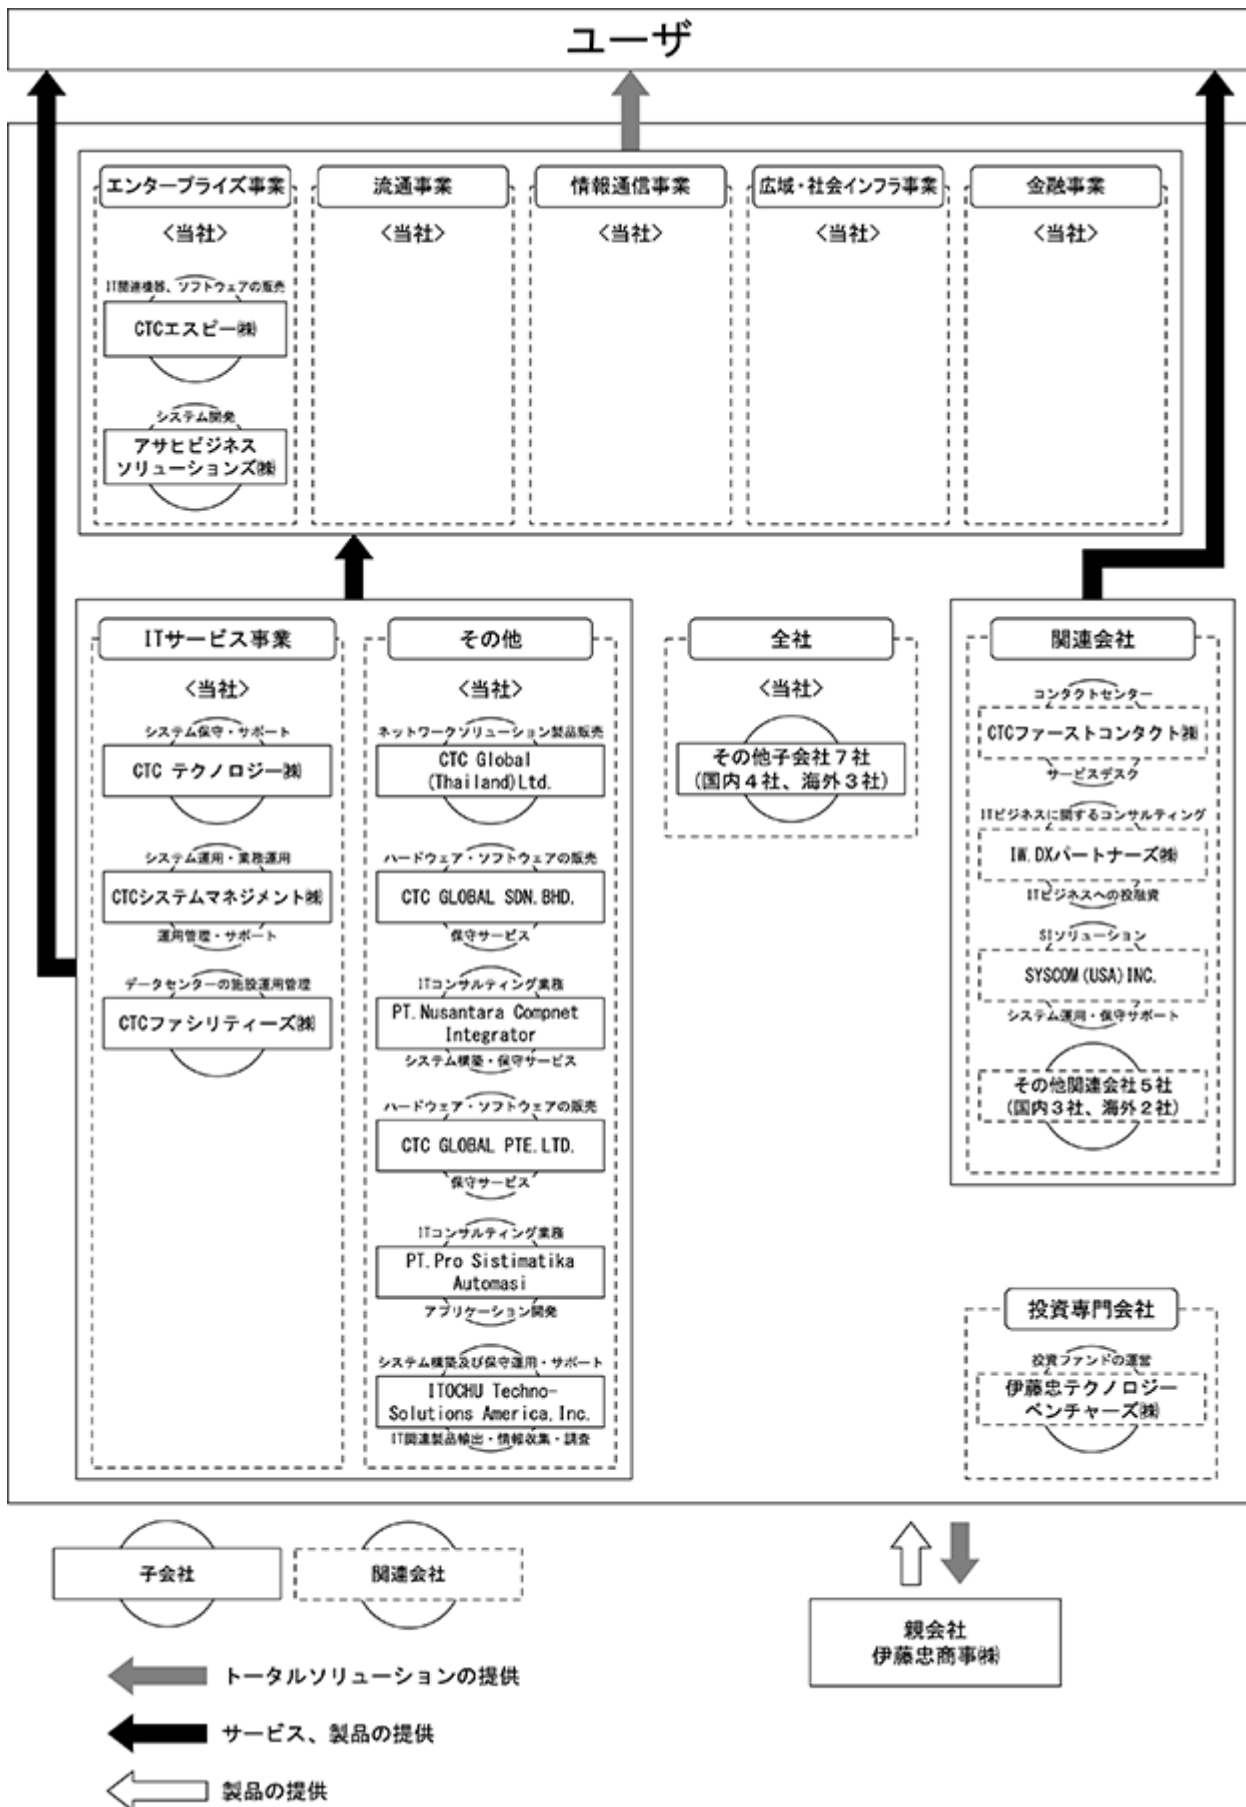 ユーザ
エンタープライズ事業
<当社>
IT関連機器、ソフトウェアの販売
CTCエスピー㈱
システム開発
アサヒビジネス
ソリューションズ㈱
流通事業
<当社>
情報通信事業
<当社>
広域・社会インフラ事業
<当社>
金融事業
<当社>
ITサービス事業
<当社>
システム保守・サポート
CTC テクノロジー㈱
システム運用・業務運用
CTCシステムマネジメント㈱
運用管理・サポート
データセンターの施設運用管理
CTCファシリティーズ㈱
その他
<当社>
ネットワークソリューション製品販売
CTC Global
(Thailand)Ltd.
ハードウェア・ソフトウェアの販売
CTC GLOBAL SDN.BHD.
保守サービス
ITコンサルティング業務
PT.Nusantara Compnet
Integrator
システム構築・保守サービス
ハードウェア・ソフトウェアの販売
CTC GLOBAL PTE.LTD.
保守サービス
ITコンサルティング業務
PT.Pro Sistimatika
Automasi
アプリケーション開発
システム構築及び保守運用・サポート
ITOCHU Techno-
Solutions America,Inc.
IT関連製品輸出・情報収集・調査
全社
<当社>
その他子会社7社
(国内4社、海外3社)
関連会社
コンタクトセンター
CTCファーストコンタクト㈱
サービスデスク
ITビジネスに関するコンサルティング
IW.DXパートナーズ㈱
ITビジネスへの投融資
SIソリューション
SYSCOM(USA)INC.
システム運用・保守サポート
その他関連会社5社
(国内3社、海外2社)
投資専門会社
投資ファンドの運営
伊藤忠テクノロジー
ベンチャーズ㈱
子会社
関連会社
親会社
伊藤忠商事㈱
トータルソリューションの提供
サービス、製品の提供
製品の提供